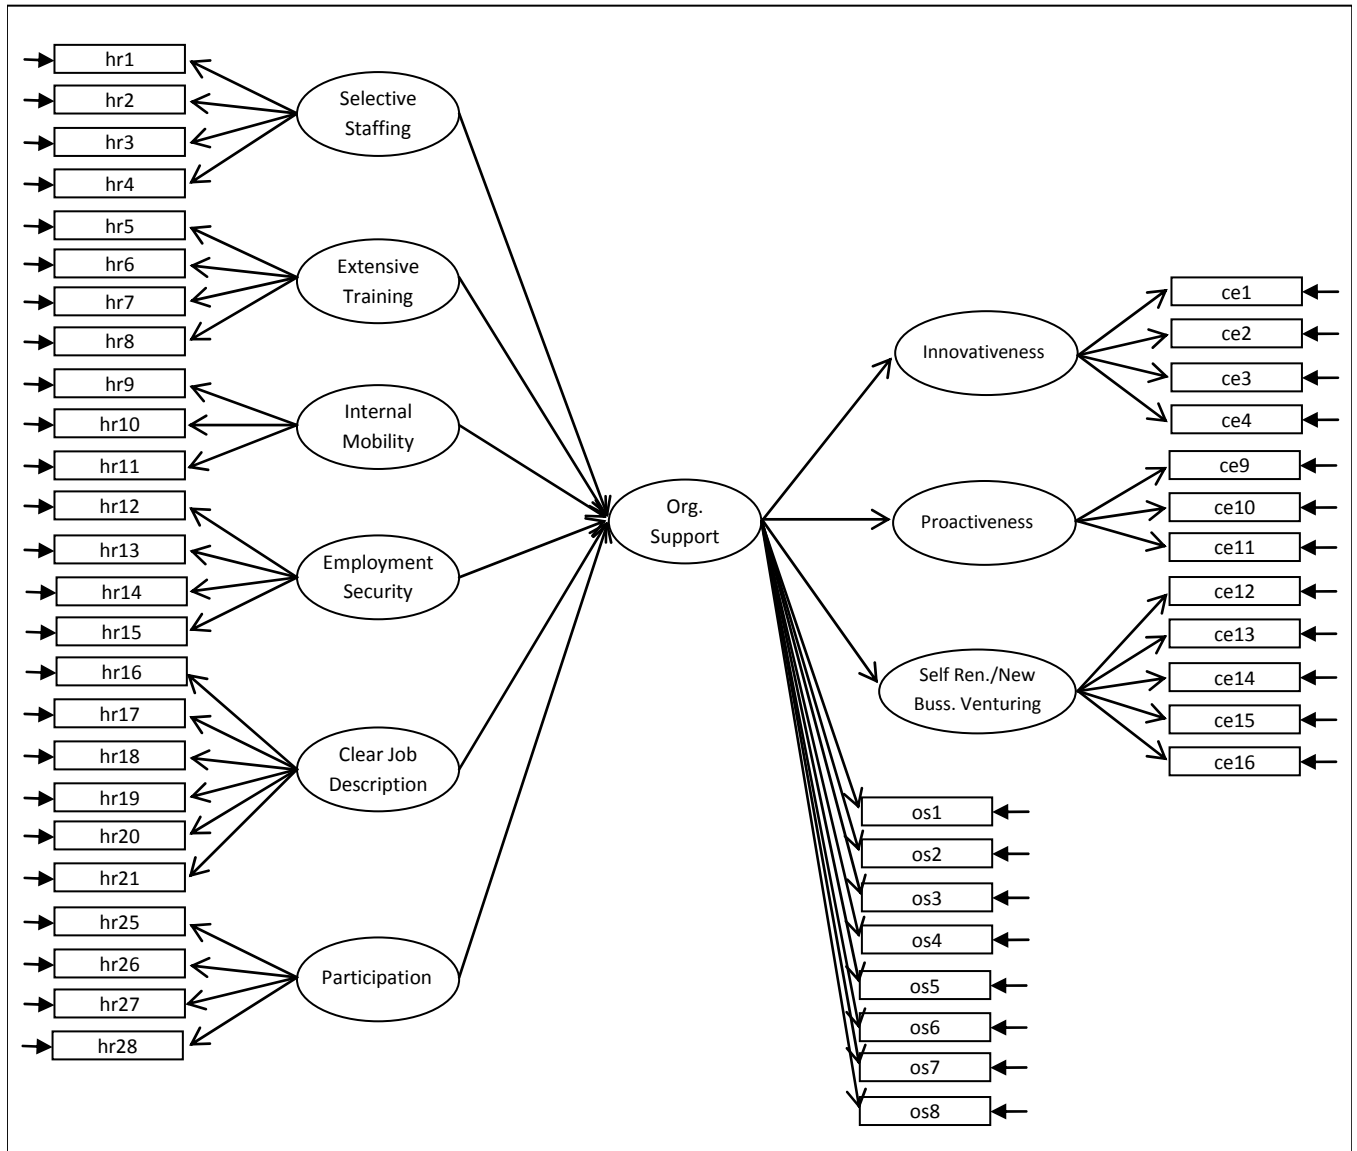 hr1
hr2
hr3
hr4
hr5
hr6
hr7
hr8
hr9
hr10
hr11
hr12
hr13
hr14
hr15
hr16
hr17
hr18
hr19
hr20
hr21
hr25
hr26
hr27
hr28
Selective
Staffing
Extensive
Training
Internal
Mobility
Employment
Security
Clear Job
Description
Participation
Org.
Support
Innovativeness
Proactiveness
Self Ren./New
Buss. Venturing
os1
os2
os3
os4
os5
os6
os7
os8
ce1
ce2
ce3
ce4
ce9
ce10
ce11
ce12
ce13
ce14
ce15
ce16